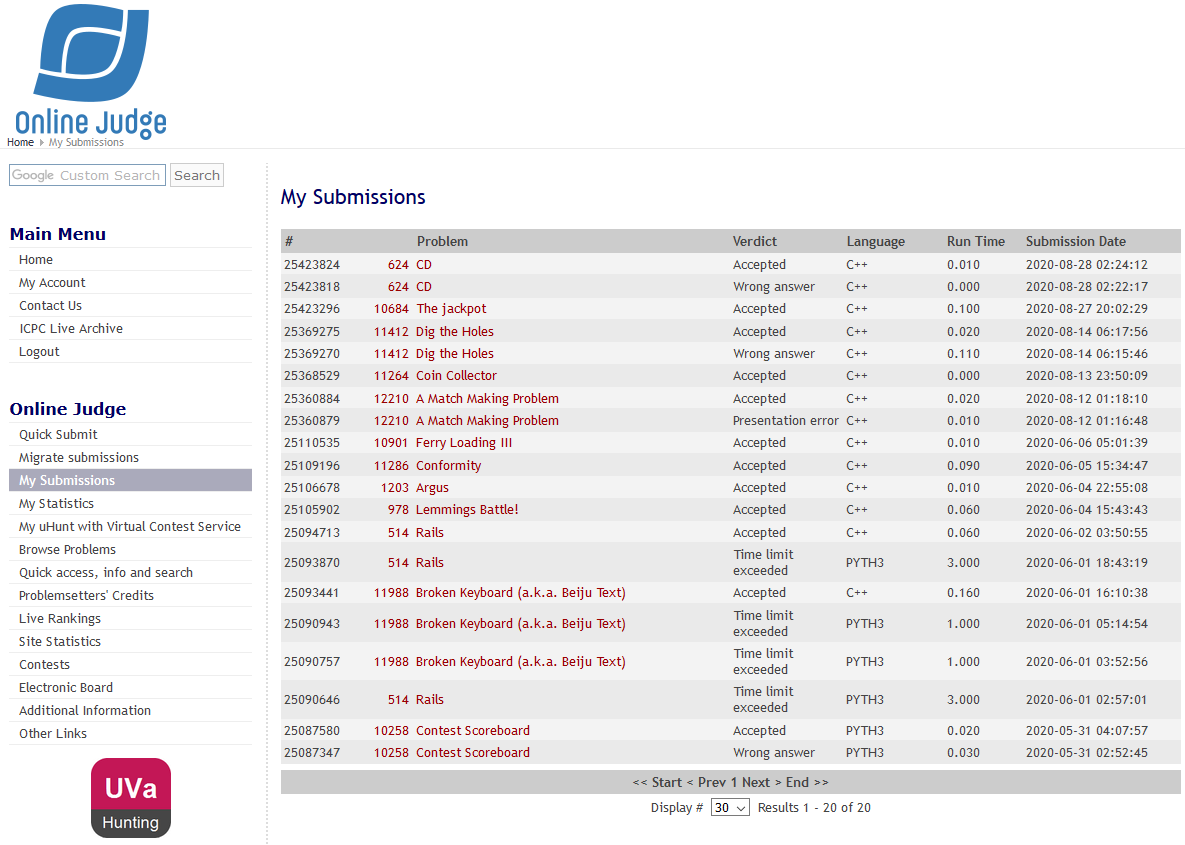 Online Judge
Home My Submissions
Google Custom Search Search
Main Menu
Home
My Account
Contact Us
ICPC Live Archive
Logout
Online Judge
Quick Submit
Migrate submissions
My Submissions
My Statistics
My uHunt with Virtual Contest Service
Browse Problems
Quick access, info and search
Problemsetters' Credits
Live Rankings
Site Statistics
Contests
Electronic Board
Additional Information
Other Links
UVa
Hunting
My Submissions
# Problem Verdict Language Run Time Submission Date
25423824 624 CD Accepted C++ 0.010 2020-08-28 02:24:12
25423818 624 CD Wrong answer C++ 0.000 2020-08-28 02:22:17
25423296 10684 The jackpot Accepted C++ 0.100 2020-08-27 20:02:29
25369275 11412 Dig the Holes Accepted C++ 0.020 2020-08-14 06:17:56
25369270 11412 Dig the Holes Wrong answer C++ 0.110 2020-08-14 06:15:46
25368529 11264 Coin Collector Accepted C++ 0.000 2020-08-13 23:50:09
25360884 12210 A Match Making Problem Accepted C++ 0.020 2020-08-12 01:18:10
25360879 12210 A Match Making Problem Presentation error C++ 0.010 2020-08-12 01:16:48
25110535 10901 Ferry Loading III Accepted C++ 0.010 2020-06-06 05:01:39
25109196 11286 Conformity Accepted C++ 0.090 2020-06-05 15:34:47
25106678 1203 Argus Accepted C++ 0.010 2020-06-04 22:55:08
25105902 978 Lemmings Battle! Accepted C++ 0.060 2020-06-04 15:43:43
25094713 514 Rails Accepted C++ 0.060 2020-06-02 03:50:55
25093870 514 Rails Time limit exceeded PYTH3 3.000 2020-06-01 18:43:19
25093441 11988 Broken Keyboard (a.k.a. Beiju Text) Accepted C++ 0.160 2020-06-01 16:10:38
25090943 11988 Broken Keyboard (a.k.a. Beiju Text) Time limit exceeded PYTH3 1.000 2020-06-01 05:14:54
25090757 11988 Broken Keyboard (a.k.a. Beiju Text) Time limit exceeded PYTH3 1.000 2020-06-01 03:52:56
25090646 514 Rails Time limit exceeded PYTH3 3.000 2020-06-01 02:57:01
25087580 10258 Contest Scoreboard Accepted PYTH3 0.020 2020-05-31 04:07:57
25087347 10258 Contest Scoreboard Wrong answer PYTH3 0.030 2020-05-31 02:52:45
<< Start < Prev 1 Next > End >>
Display # 30 Results 1 - 20 of 20